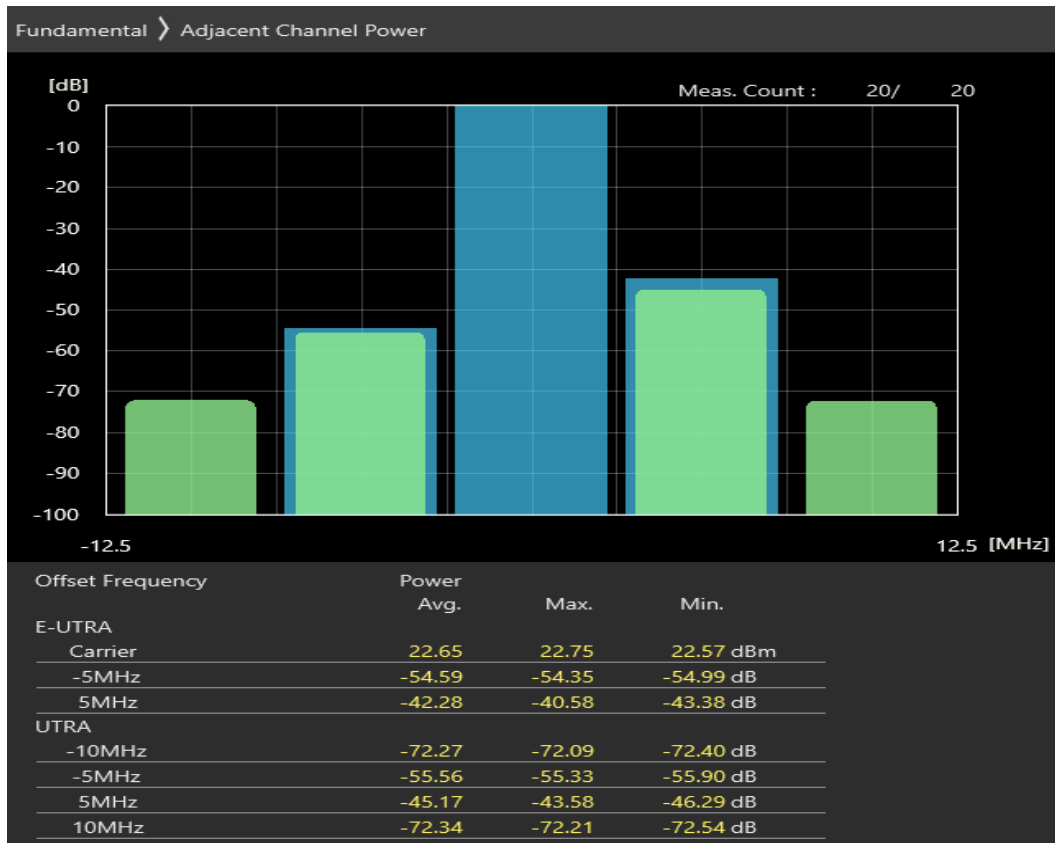 Fundamental 〉 Adjacent Channel Power
[dB]
Meas. Count : 20/ 20
0
-10
-20
-30
-40
-50
-60
-70
-80
-90
-100
-12.5 12.5 [MHz]
Offset Frequency Power
Avg. Max. Min.
E-UTRA
Carrier 22.65 22.75 22.57 dBm
-5MHz -54.59 -54.35 -54.99 dB
5MHz -42.28 -40.58 -43.38 dB
UTRA
-10MHz -72.27 -72.09 -72.40 dB
-5MHz -55.56 -55.33 -55.90 dB
5MHz -45.17 -43.58 -46.29 dB
10MHz -72.34 -72.21 -72.54 dB